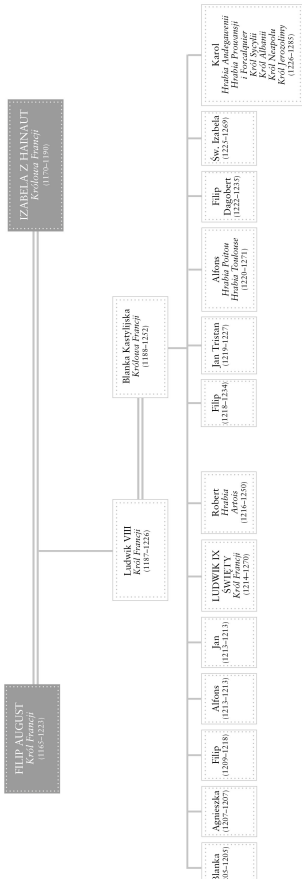 FILIP AUGUST
Król Francji
(1165–1223)
IZABELA Z HAINAUT
Królowa Francji
(1170–1190)
Ludwik VIII
Król Francji
(1187–1226)
Blanka Kastylijska
Królowa Francji
(1188–1252)
Blanka
Agnieszka
(1207–1207)
Filip
(1209–1218)
Alfons
(1213–1213)
Jan
(1213–1213)
LUDWIK IX
ŚWIĘTY
Król Francji
(1214–1270)
Robert
Hrabia
Artois
(1216–1250)
Filip
(1218–1234)
Jan Tristan
(1219–1227)
Alfons
Hrabia Poitou
Hrabia Toulouse
(1220–1271)
Filip
Dagobert
(1222–1235)
Św. Izabela
(1225–1269)
Karol
Hrabia Andegawenii
Hrabia Prowansji
i Forcalquier
Król Sycylii
Król Albanii
Król Neapolu
Król Jerozolimy
(1226–1285)